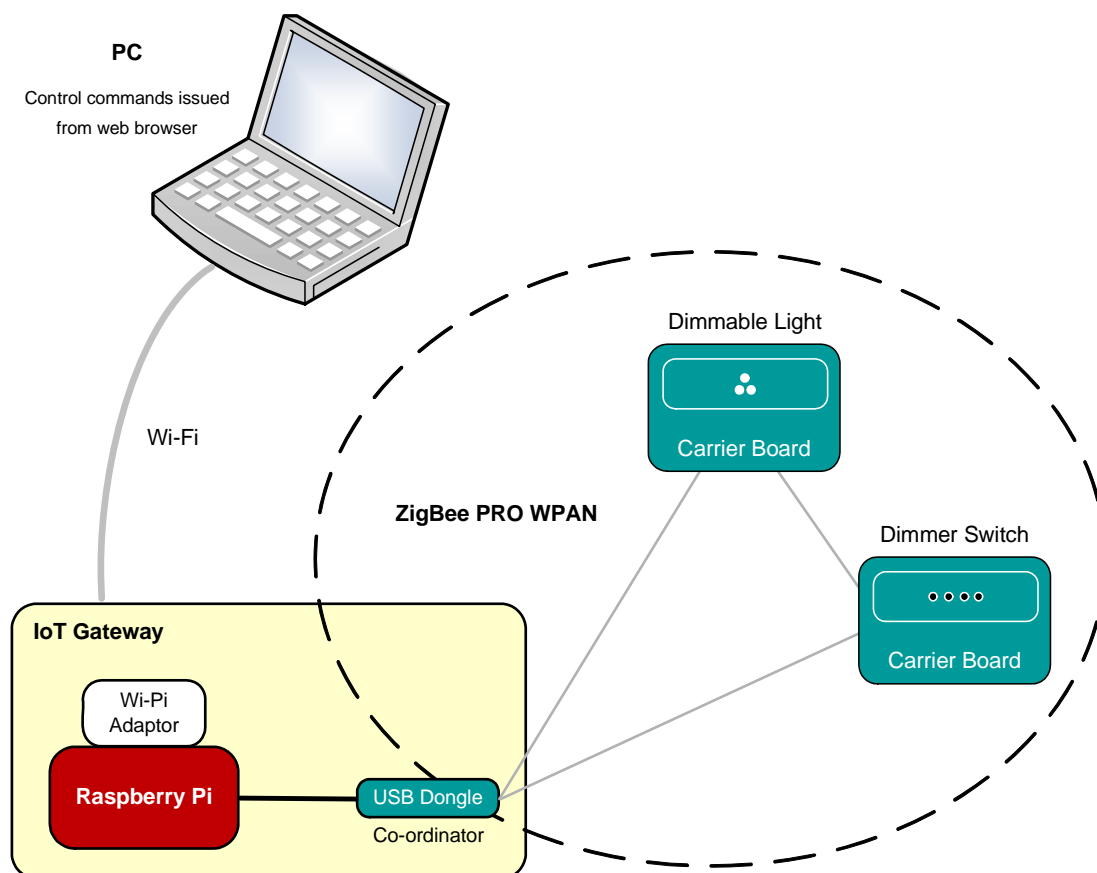 PC
Control commands issued
from web browser
Dimmable Light
Carrier Board
Wi-Fi
ZigBee PRO WPAN
Dimmer Switch
Carrier Board
IoT Gateway
Wi-Pi
Adaptor
Raspberry Pi
USB Dongle
Co-ordinator